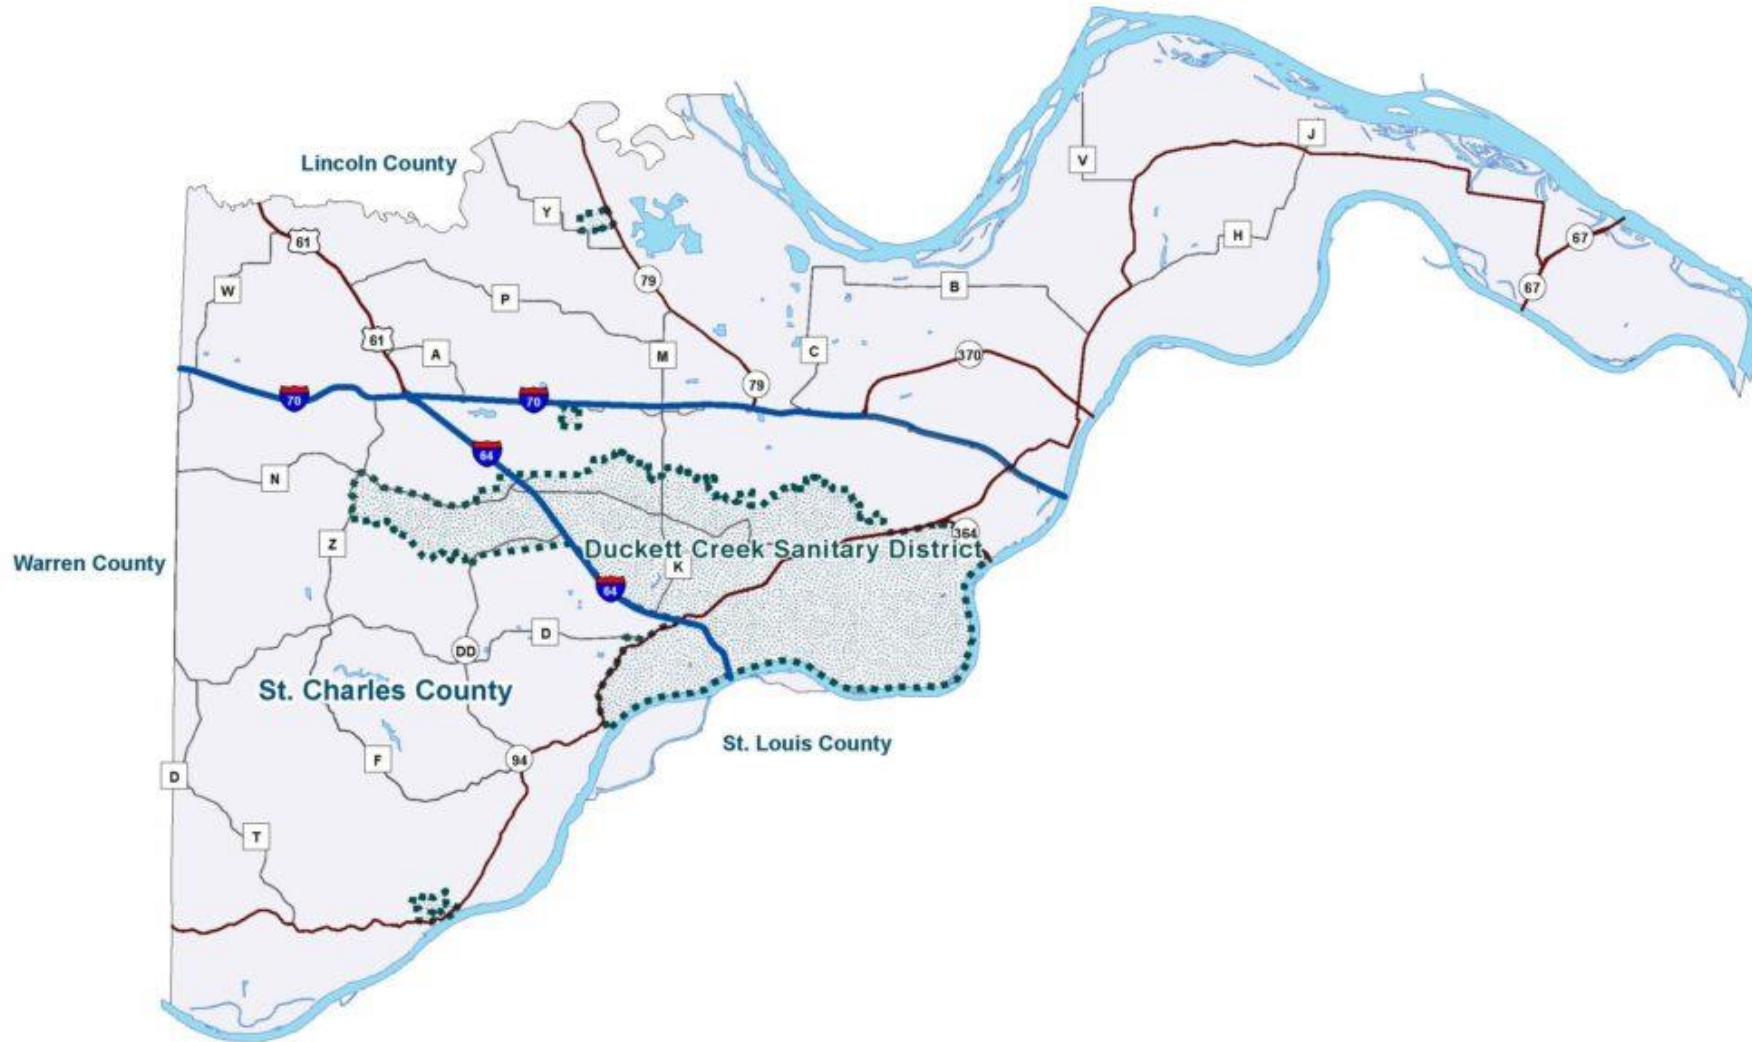 Lincoln County
J
V
Y
H
67
61
79
67
W
P
B
61
A
M
C
370
79
70
70
64
N
364
Z
Duckett Creek Sanitary District
Warren County
K
64
D
DD
St. Charles County
St. Louis County
F
94
D
T